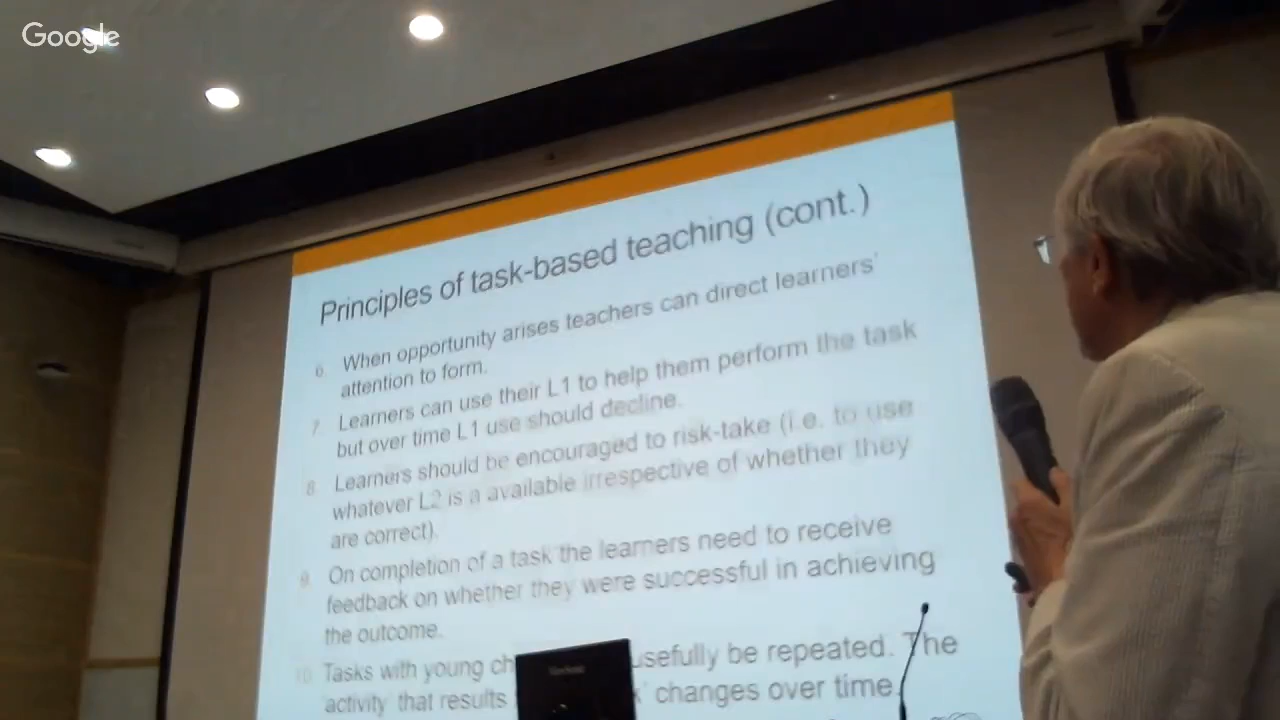 Google
Principles of task-based teaching (cont.)
6. When opportunity arises teachers can direct learners'
attention to form.
7. Learners can use their L1 to help them perform the task
but over time L1 use should decline.
8. Learners should be encouraged to risk-take (i.e. to use
whatever L2 is a available irrespective of whether they
are correct).
9. On completion of a task the learners need to receive
feedback on whether they were successful in achieving
the outcome.
10. Tasks with young usefully be repeated. The
activity that results changes over time.